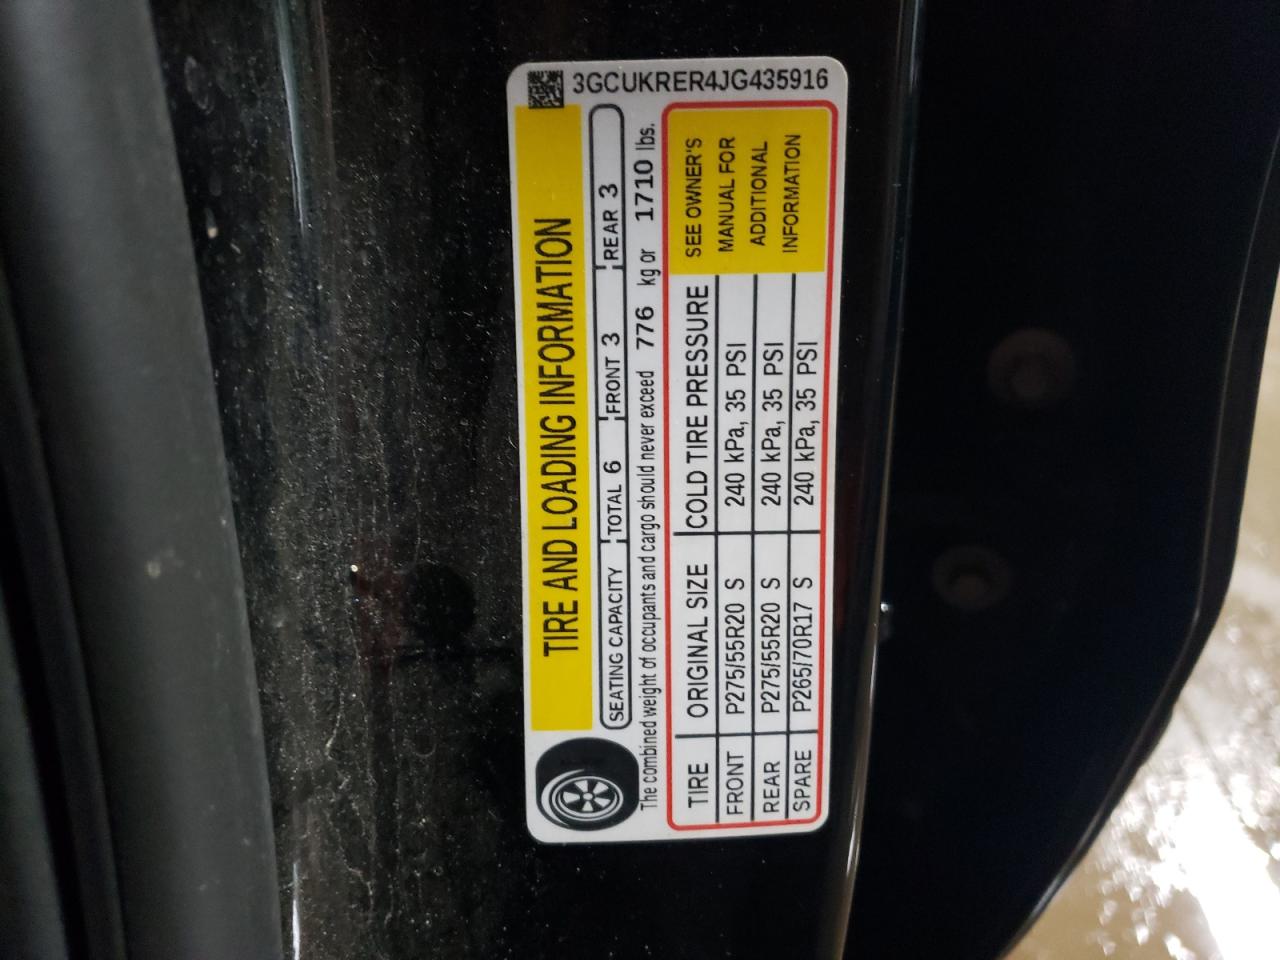 3GCUKRER4JG435916
TIRE AND LOADING INFORMATION
SEATING CAPACITY TOTAL 6 FRONT 3 REAR 3
The combined weight of occupants and cargo should never exceed 776 kg or 1710 lbs.
TIRE ORIGINAL SIZE COLD TIRE PRESSURE
FRONT P275/55R20 S 240 kPa, 35 PSI
REAR P275/55R20 S 240 kPa, 35 PSI
SPARE P265/70R17 S 240 kPa, 35 PSI
SEE OWNER'S
MANUAL FOR
ADDITIONAL
INFORMATION